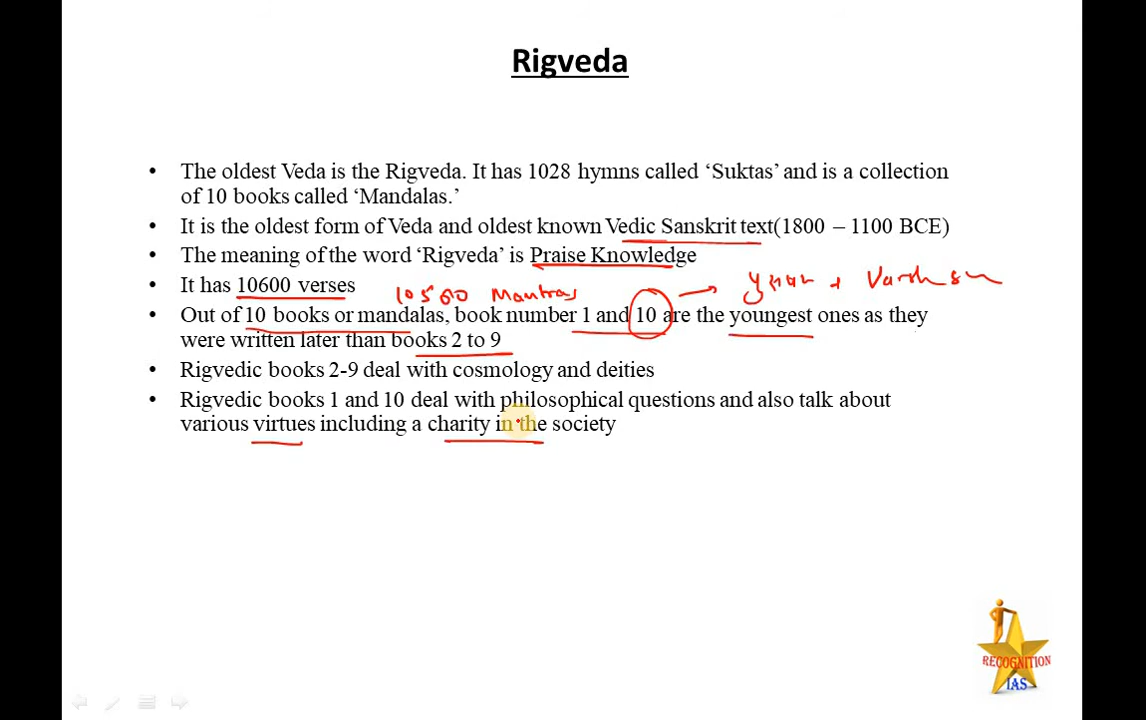 Rigveda
• The oldest Veda is the Rigveda. It has 1028 hymns called ‘Suktas’ and is a collection
of 10 books called ‘Mandalas.’
• It is the oldest form of Veda and oldest known Vedic Sanskrit text(1800 – 1100 BCE)
• The meaning of the word ‘Rigveda’ is Praise Knowledge
• It has 10600 verses
10560 Mantras
• Out of 10 books or mandalas, book number 1 and 10 are the youngest ones as they
were written later than books 2 to 9
• Rigvedic books 2-9 deal with cosmology and deities
• Rigvedic books 1 and 10 deal with philosophical questions and also talk about
various virtues including a charity in the society
RECOGNITION
IAS